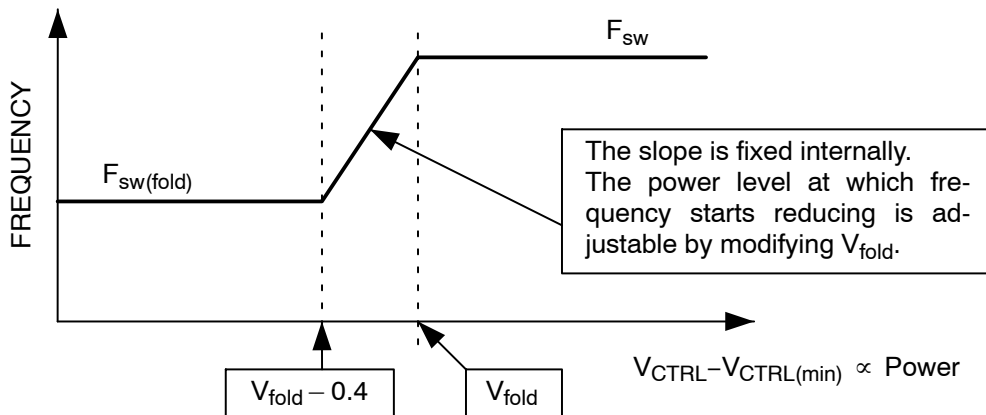 F_sw
FREQUENCY
F_sw(fold)
The slope is fixed internally.
The power level at which fre-
quency starts reducing is ad-
justable by modifying V_fold.
V_fold – 0.4
V_fold
V_CTRL–V_CTRL(min) ∝ Power